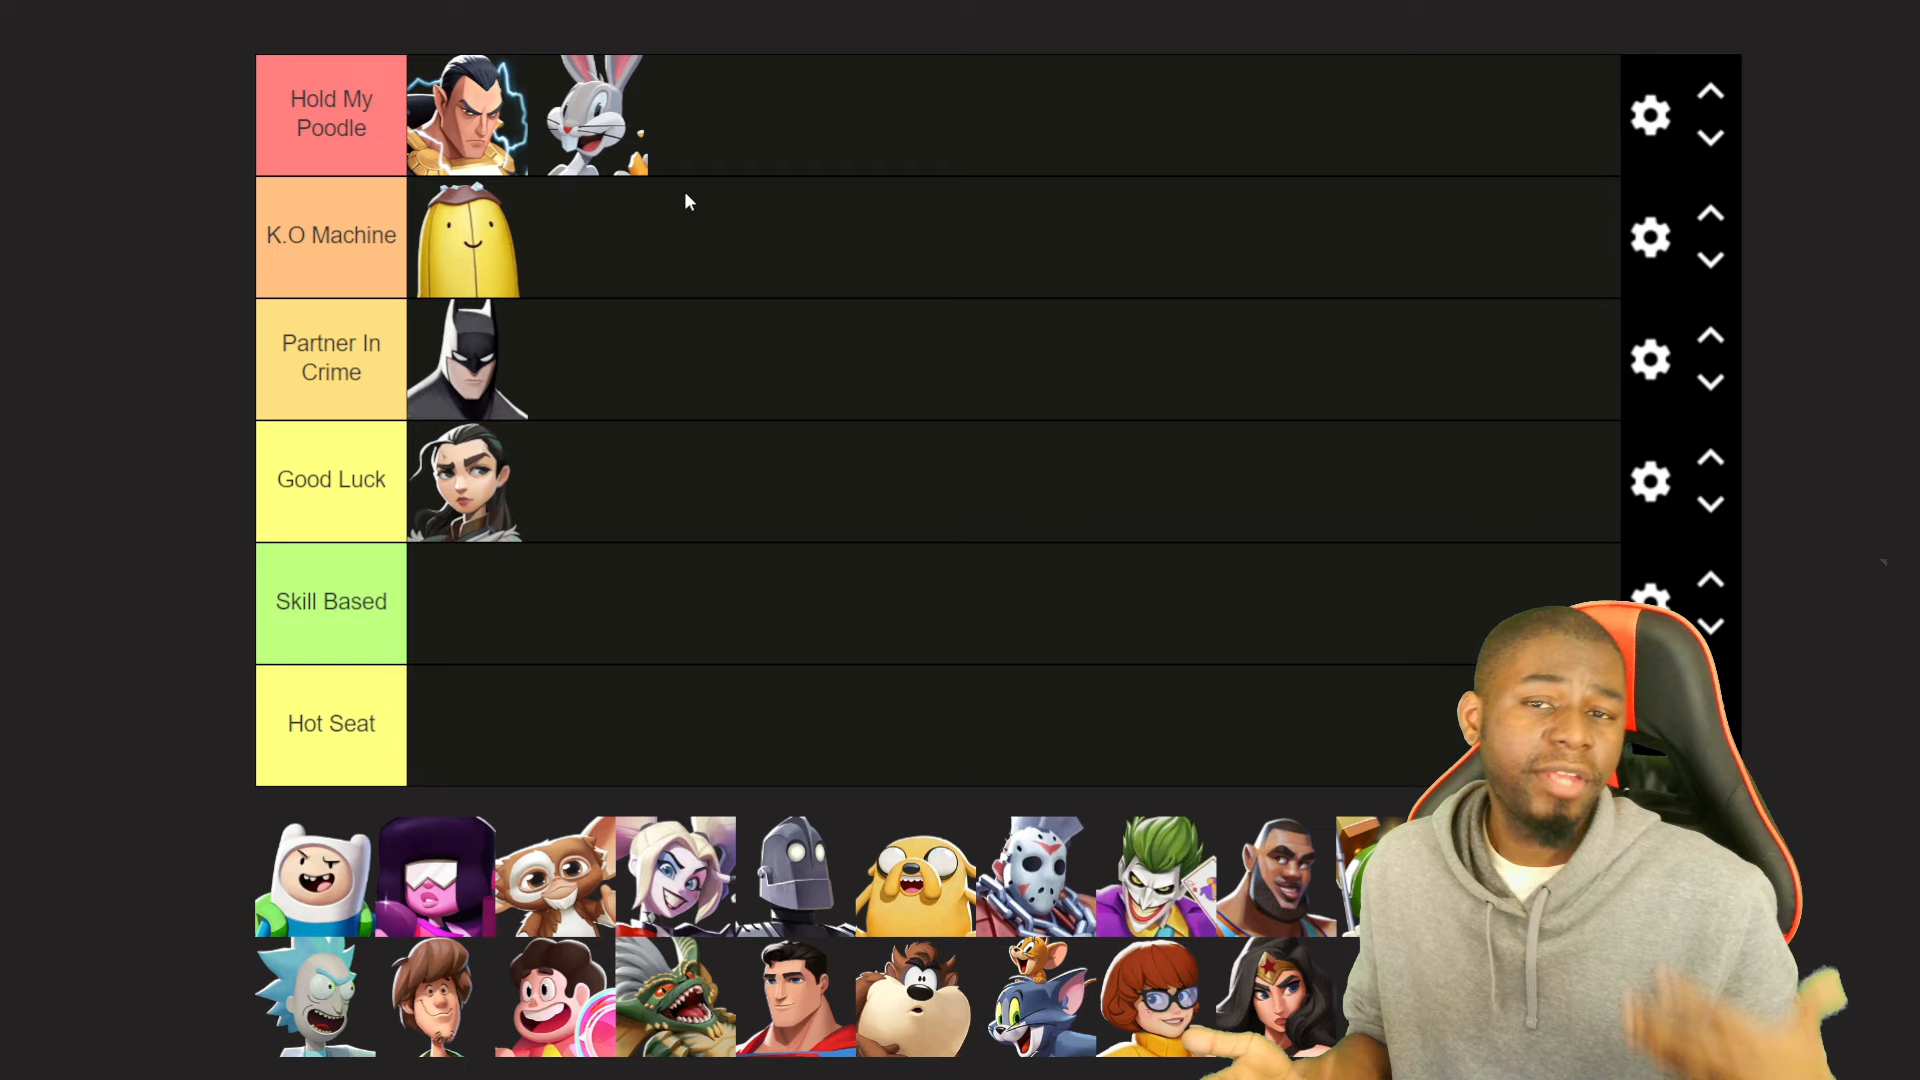 Hold My
Poodle
K.O Machine
Partner In
Crime
Good Luck
Skill Based
Hot Seat